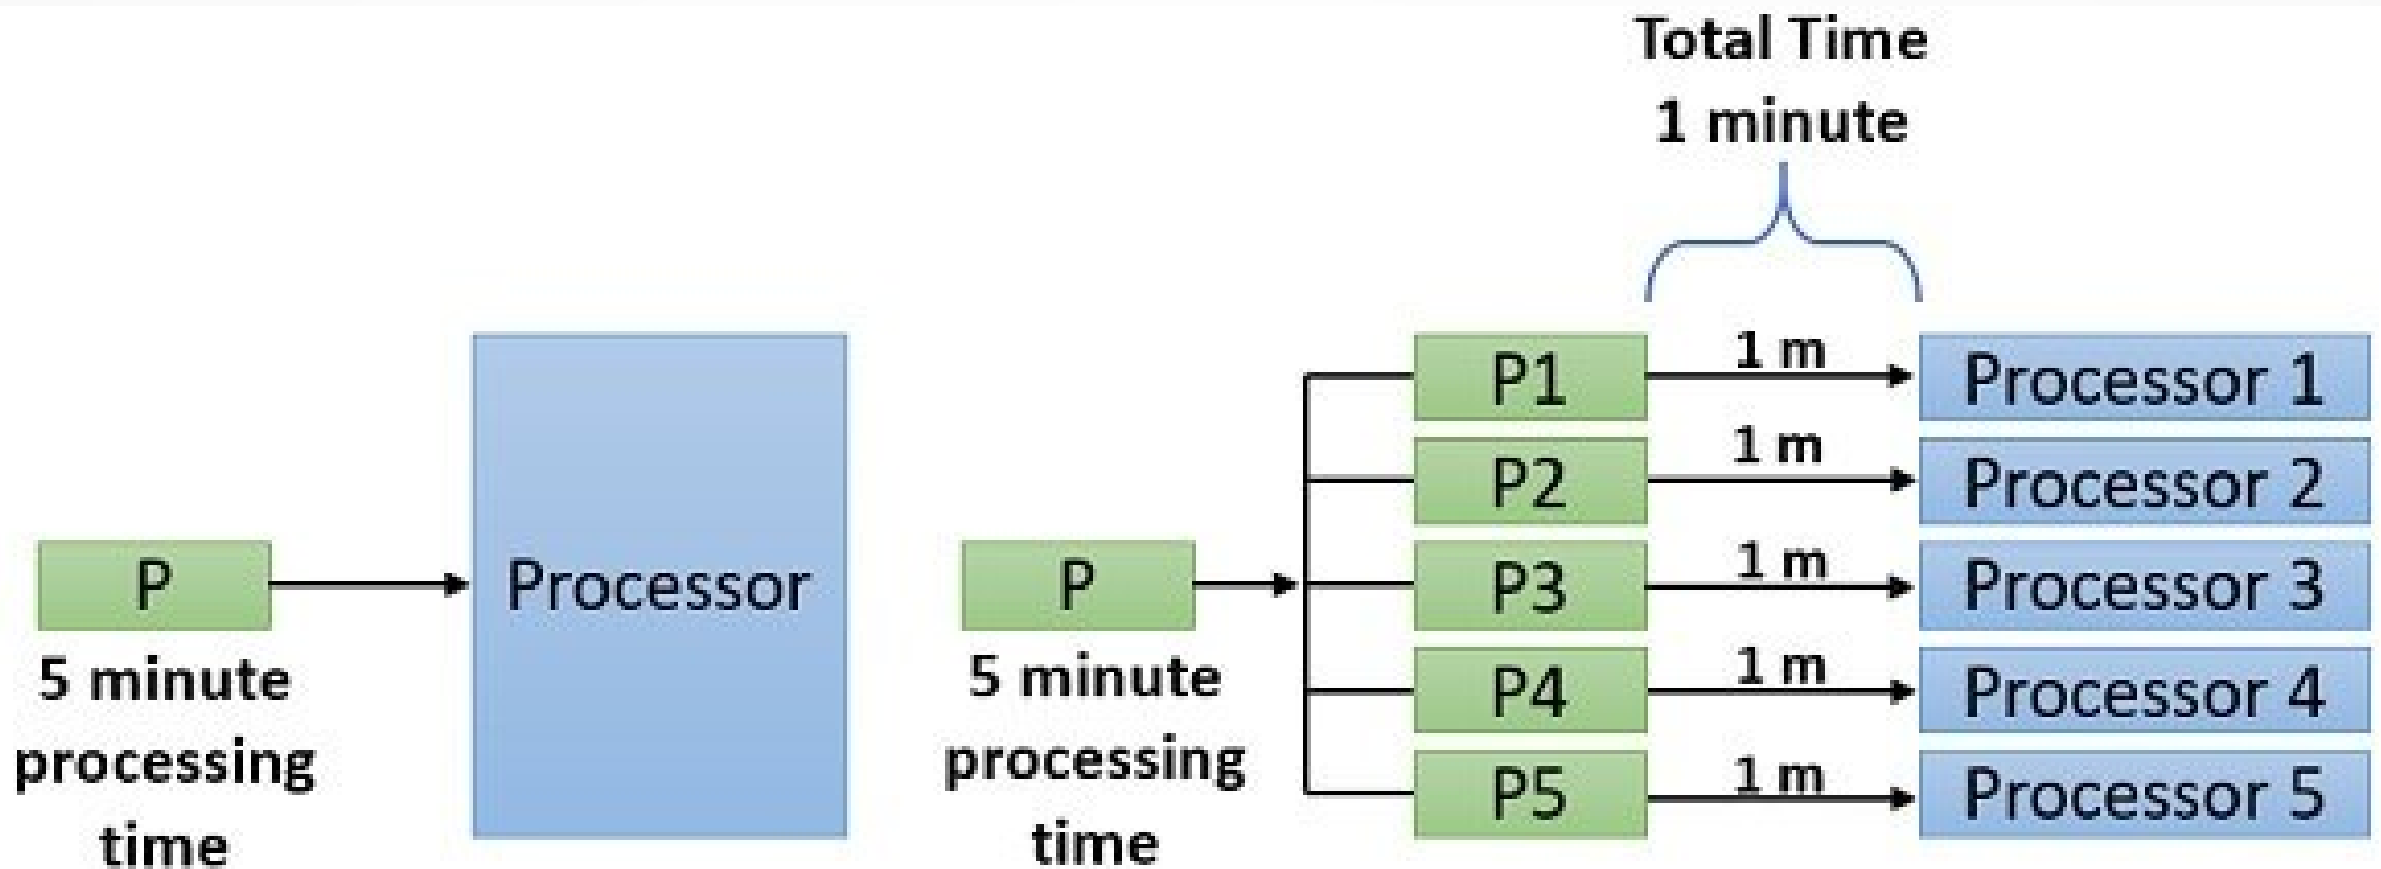 P
5 minute
processing
time
Processor
P
5 minute
processing
time
Total Time
1 minute
P1
1 m
Processor 1
P2
1 m
Processor 2
P3
1 m
Processor 3
P4
1 m
Processor 4
P5
1 m
Processor 5